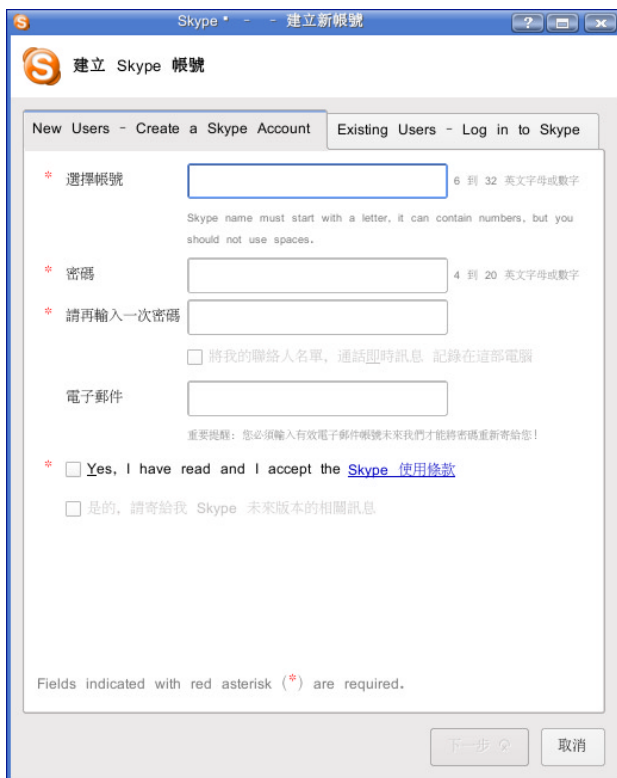 Skype - - 建立新帳號
建立 Skype 帳號
New Users - Create a Skype Account
Existing Users - Log in to Skype
* 選擇帳號
6 到 32 英文字母或數字
Skype name must start with a letter, it can contain numbers, but you
should not use spaces.
* 密碼
4 到 20 英文字母或數字
* 請再輸入一次密碼
將我的聯絡人名單, 通話即時訊息 記錄在這部電腦
電子郵件
重要提醒: 您必須輸入有效電子郵件帳號未來我們才能將密碼重新寄給您!
* Yes, I have read and I accept the Skype 使用條款
是的, 請寄給我 Skype 未來版本的相關訊息
Fields indicated with red asterisk (*) are required.
下一步
取消